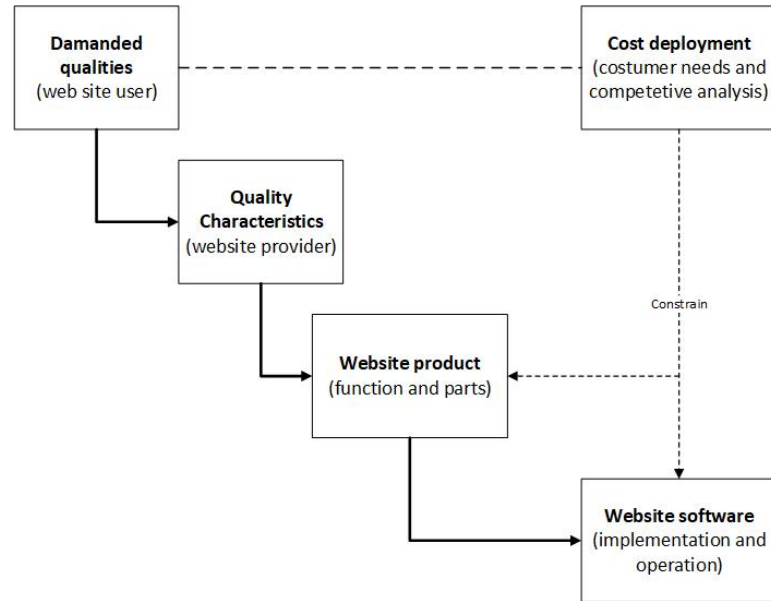 Damanded
qualities
(web site user)
Cost deployment
(costumer needs and
competetive analysis)
Quality
Characteristics
(website provider)
Constrain
Website product
(function and parts)
Website software
(implementation and
operation)